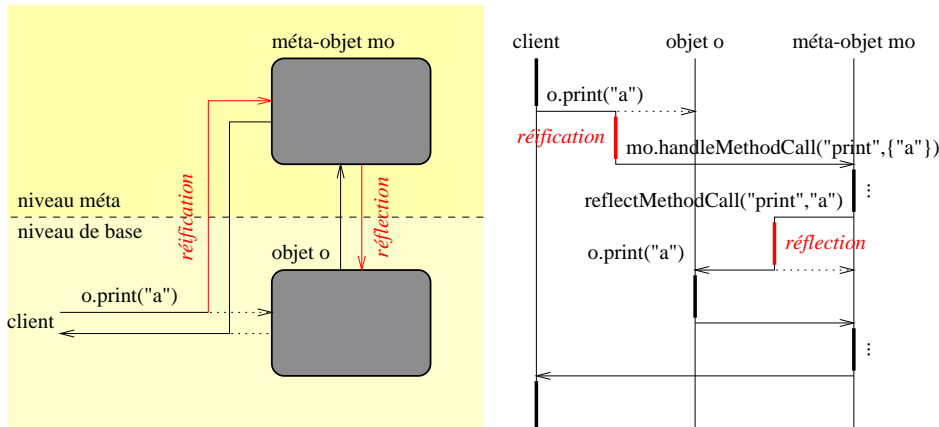 méta-objet mo
réification
réflection
niveau méta
niveau de base
objet o
o.print("a")
client
client
objet o
méta-objet mo
o.print("a")
réification
mo.handleMethodCall("print",{"a"})
...
reflectMethodCall("print","a")
réflection
o.print("a")
...